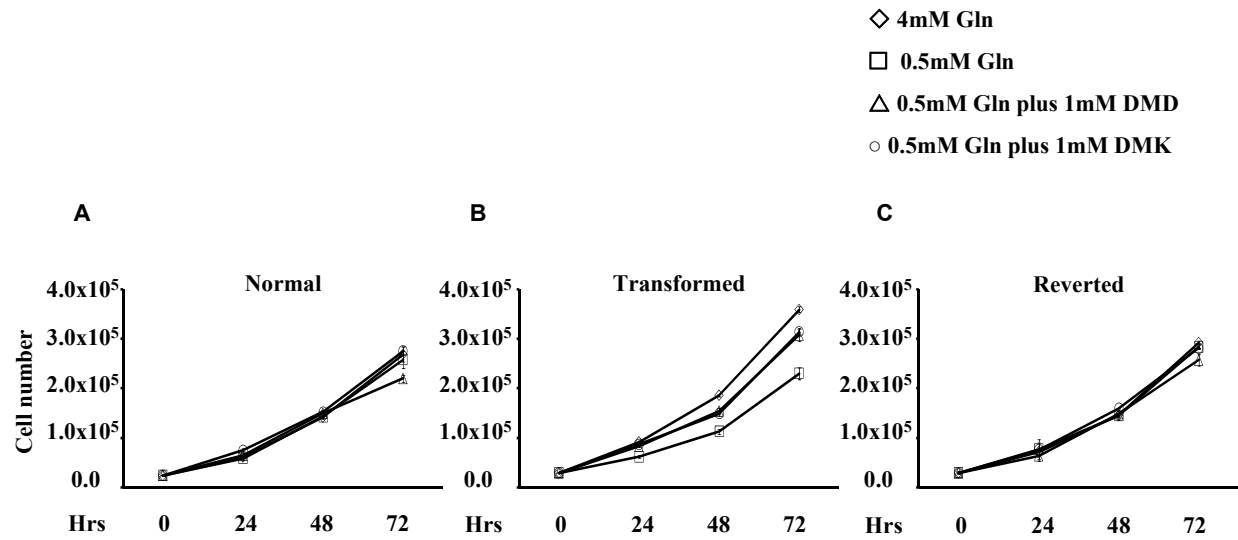 4mM Gln
0.5mM Gln
0.5mM Gln plus 1mM DMD
0.5mM Gln plus 1mM DMK
A
B
C
Normal
Transformed
Reverted
Cell number
4.0x10⁵
3.0x10⁵
2.0x10⁵
1.0x10⁵
0.0
4.0x10⁵
3.0x10⁵
2.0x10⁵
1.0x10⁵
0.0
4.0x10⁵
3.0x10⁵
2.0x10⁵
1.0x10⁵
0.0
Hrs 0 24 48 72
Hrs 0 24 48 72
Hrs 0 24 48 72